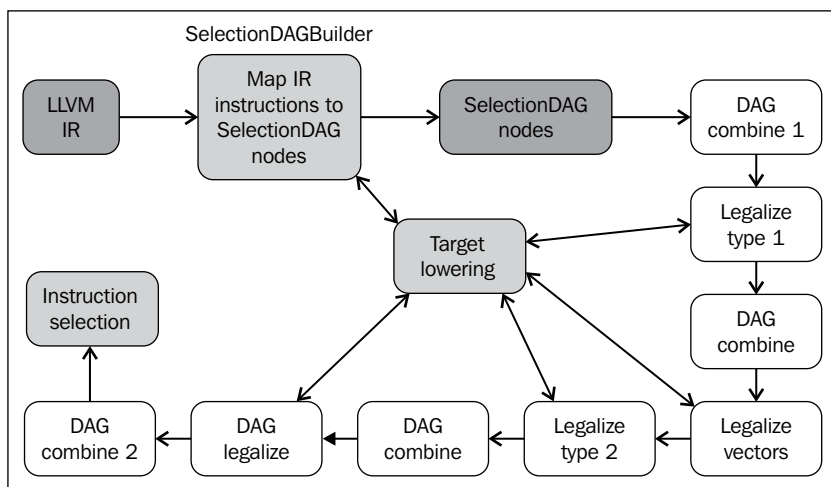 SelectionDAGBuilder
LLVM
IR
Map IR
instructions to
SelectionDAG
nodes
SelectionDAG
nodes
DAG
combine 1
Legalize
type 1
Target
lowering
Instruction
selection
DAG
combine
DAG
combine 2
DAG
legalize
DAG
combine
Legalize
type 2
Legalize
vectors